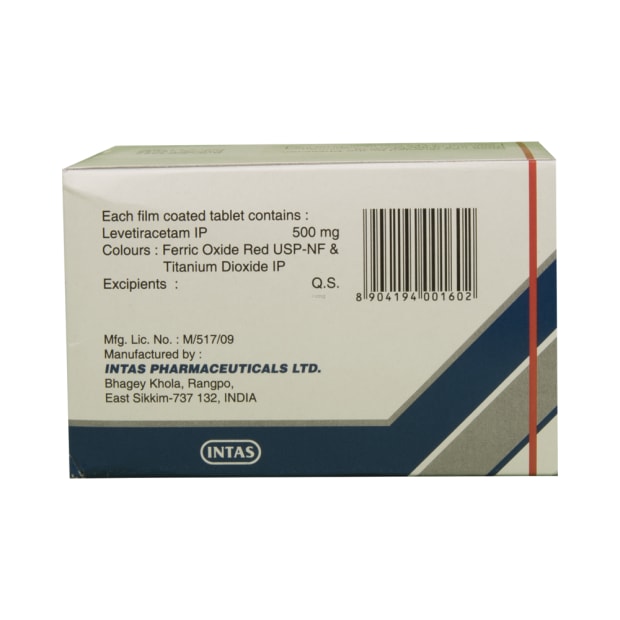 Each film coated tablet contains :
Levetiracetam IP 500 mg
Colours : Ferric Oxide Red USP-NF &
Titanium Dioxide IP
Excipients : Q.S.
8 904194 001602
Mfg. Lic. No. : M/517/09
Manufactured by :
INTAS PHARMACEUTICALS LTD.
Bhagey Khola, Rangpo,
East Sikkim-737 132, INDIA
INTAS